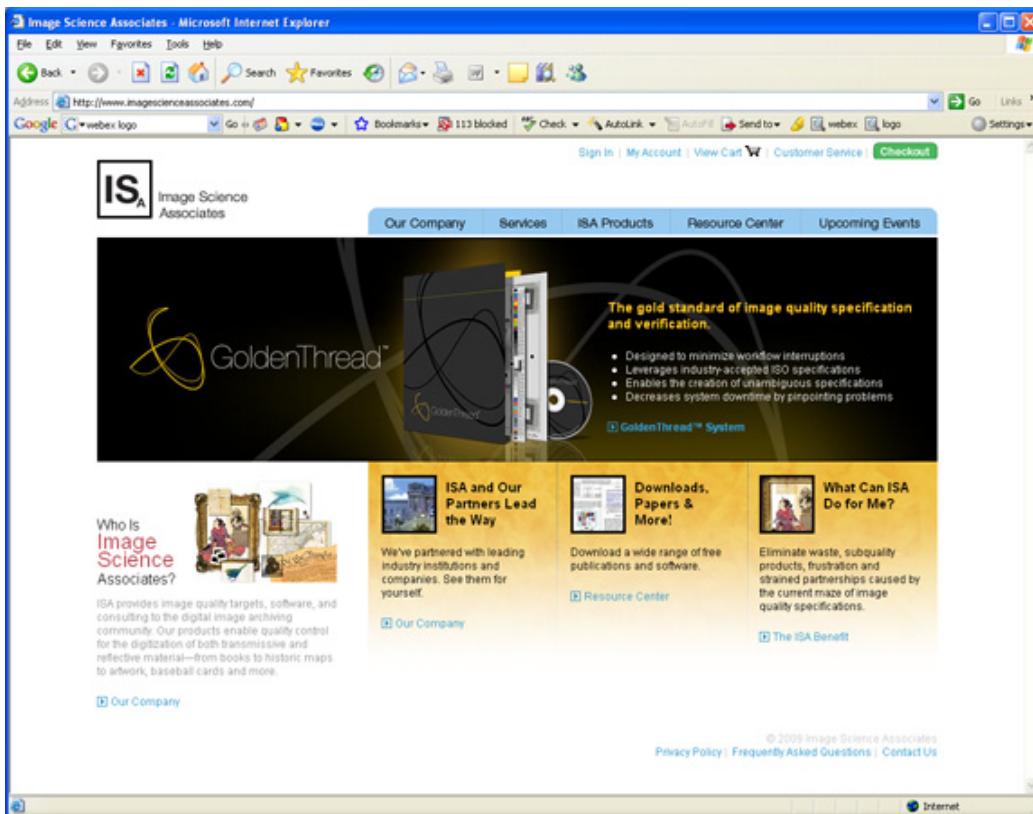 Image Science Associates - Microsoft Internet Explorer
File Edit View Favorites Tools Help
Back Search Favorites
Address http://www.imagescienceassociates.com/ Go Links
Google webex logo Go Bookmarks 113 blocked Check AutoLink AutoFill Send to webex logo Settings
Sign In | My Account | View Cart | Customer Service | Checkout
ISA Image Science
Associates
Our Company Services ISA Products Resource Center Upcoming Events
The gold standard of image quality specification
and verification.
GoldenThread™
• Designed to minimize workflow interruptions
• Leverages industry-accepted ISO specifications
• Enables the creation of unambiguous specifications
• Decreases system downtime by pinpointing problems
GoldenThread
GoldenThread™ System
Who Is
Image
Science
Associates?
ISA provides image quality targets, software, and
consulting to the digital image archiving
community. Our products enable quality control
for the digitization of both transmissive and
reflective material—from books to historic maps
to artwork, baseball cards and more.
Our Company
ISA and Our
Partners Lead
the Way
We've partnered with leading
industry institutions and
companies. See them for
yourself.
Our Company
Downloads,
Papers &
More!
Download a wide range of free
publications and software.
Resource Center
What Can ISA
Do for Me?
Eliminate waste, subquality
products, frustration and
strained partnerships caused by
the current maze of image
quality specifications.
The ISA Benefit
© 2009 Image Science Associates
Privacy Policy | Frequently Asked Questions | Contact Us
Internet